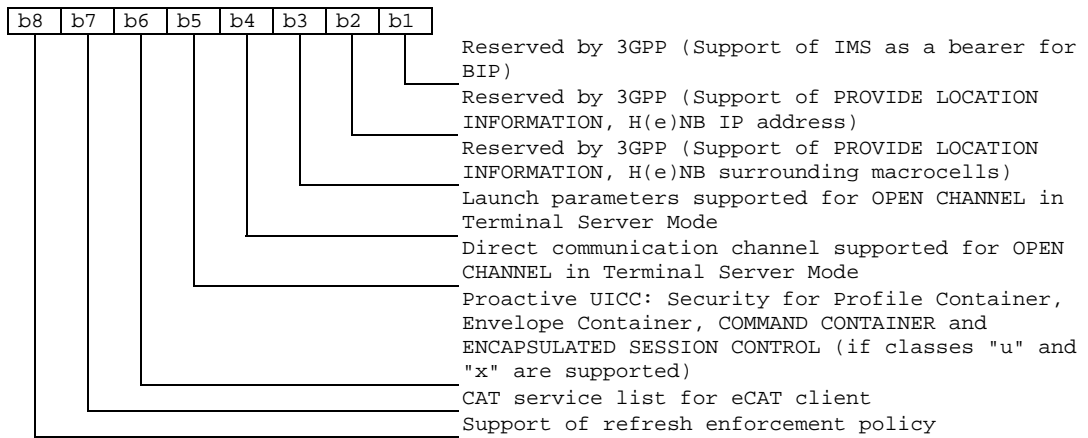 b8 b7 b6 b5 b4 b3 b2 b1
Reserved by 3GPP (Support of IMS as a bearer for
BIP)
Reserved by 3GPP (Support of PROVIDE LOCATION
INFORMATION, H(e)NB IP address)
Reserved by 3GPP (Support of PROVIDE LOCATION
INFORMATION, H(e)NB surrounding macrocells)
Launch parameters supported for OPEN CHANNEL in
Terminal Server Mode
Direct communication channel supported for OPEN
CHANNEL in Terminal Server Mode
Proactive UICC: Security for Profile Container,
Envelope Container, COMMAND CONTAINER and
ENCAPSULATED SESSION CONTROL (if classes "u" and
"x" are supported)
CAT service list for eCAT client
Support of refresh enforcement policy